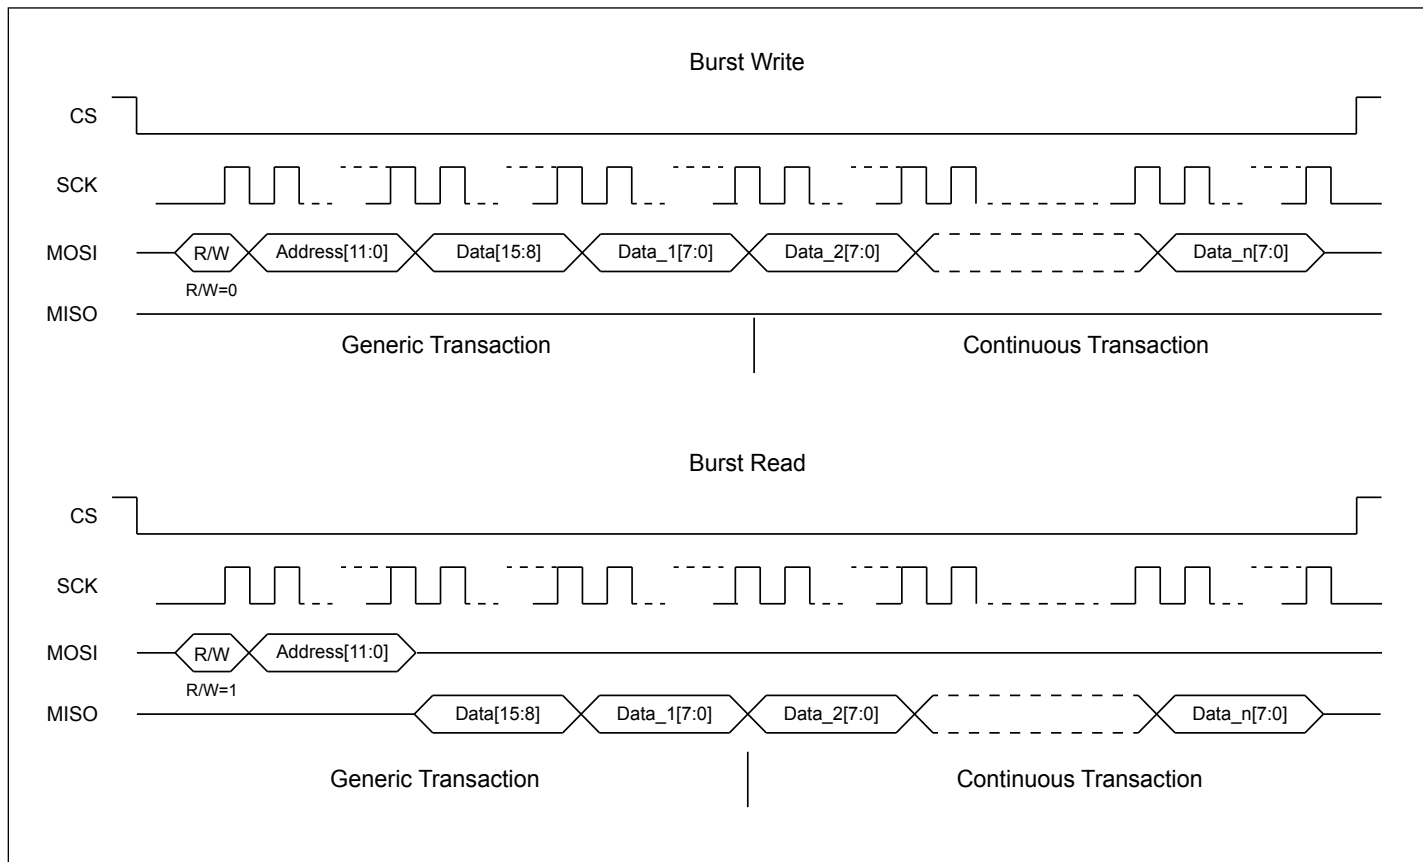 Burst Write
CS
SCK
MOSI R/W Address[11:0] Data[15:8] Data_1[7:0] Data_2[7:0] Data_n[7:0]
R/W=0
MISO
Generic Transaction Continuous Transaction
Burst Read
CS
SCK
MOSI R/W Address[11:0]
R/W=1
MISO Data[15:8] Data_1[7:0] Data_2[7:0] Data_n[7:0]
Generic Transaction Continuous Transaction